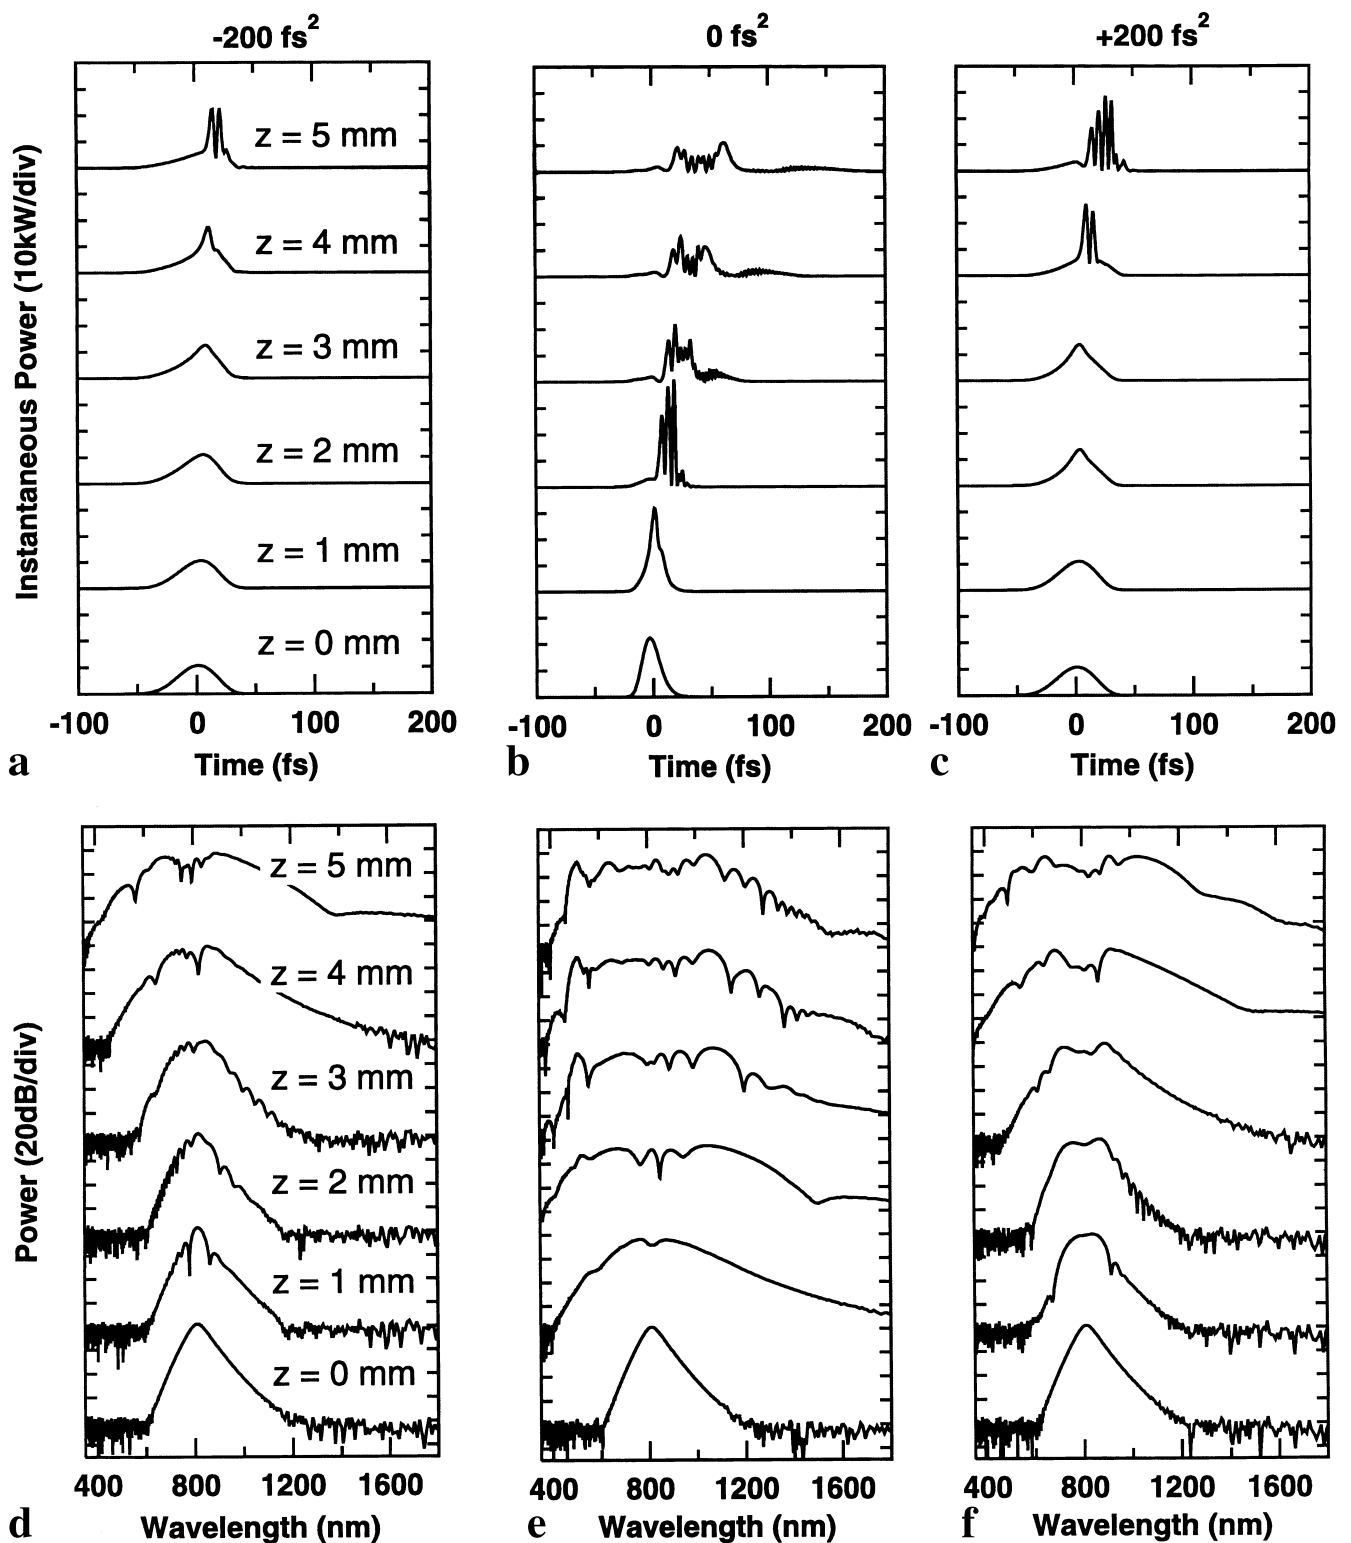 -200 fs²
0 fs²
+200 fs²
Instantaneous Power (10kW/div)
z = 5 mm
z = 4 mm
z = 3 mm
z = 2 mm
z = 1 mm
z = 0 mm
-100 0 100 200
-100 0 100 200
-100 0 100 200
a Time (fs)
b Time (fs)
c Time (fs)
Power (20dB/div)
z = 5 mm
z = 4 mm
z = 3 mm
z = 2 mm
z = 1 mm
z = 0 mm
400 800 1200 1600
400 800 1200 1600
400 800 1200 1600
d Wavelength (nm)
e Wavelength (nm)
f Wavelength (nm)